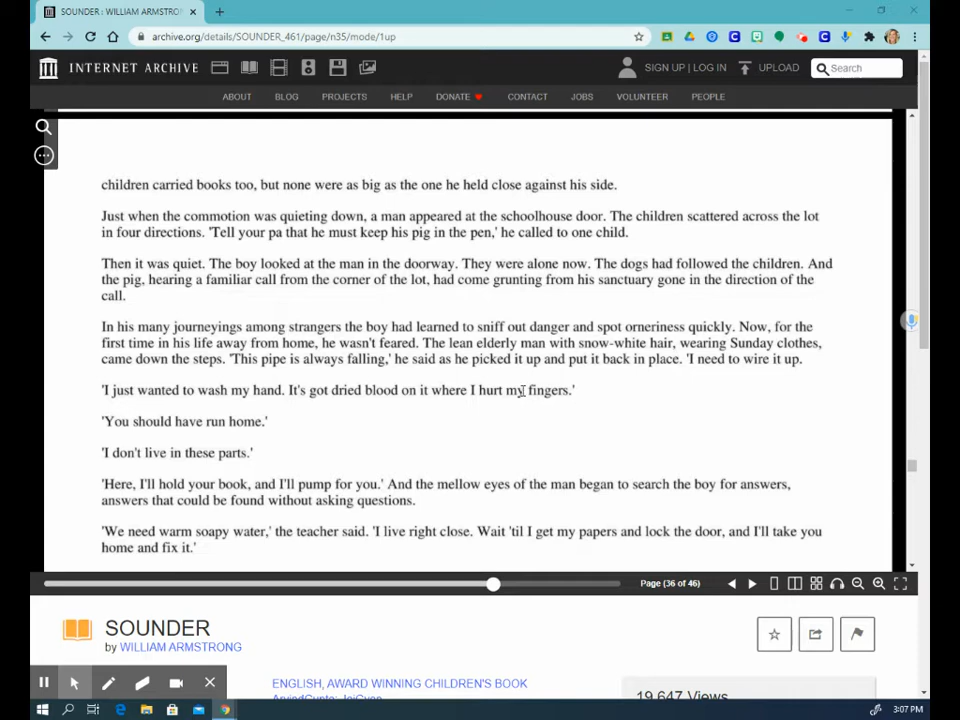 SOUNDER : WILLIAM ARMSTRO
archive.org/details/SOUNDER_461/page/n35/mode/1up
INTERNET ARCHIVE
SIGN UP | LOG IN
UPLOAD
Search
ABOUT BLOG PROJECTS HELP DONATE CONTACT JOBS VOLUNTEER PEOPLE
children carried books too, but none were as big as the one he held close against his side.
Just when the commotion was quieting down, a man appeared at the schoolhouse door. The children scattered across the lot
in four directions. 'Tell your pa that he must keep his pig in the pen,' he called to one child.
Then it was quiet. The boy looked at the man in the doorway. They were alone now. The dogs had followed the children. And
the pig, hearing a familiar call from the corner of the lot, had come grunting from his sanctuary gone in the direction of the
call.
In his many journeyings among strangers the boy had learned to sniff out danger and spot orneriness quickly. Now, for the
first time in his life away from home, he wasn't feared. The lean elderly man with snow-white hair, wearing Sunday clothes,
came down the steps. 'This pipe is always falling,' he said as he picked it up and put it back in place. 'I need to wire it up.
'I just wanted to wash my hand. It's got dried blood on it where I hurt my fingers.'
'You should have run home.'
'I don't live in these parts.'
'Here, I'll hold your book, and I'll pump for you.' And the mellow eyes of the man began to search the boy for answers,
answers that could be found without asking questions.
'We need warm soapy water,' the teacher said. 'I live right close. Wait 'til I get my papers and lock the door, and I'll take you
home and fix it.'
Page (36 of 46)
SOUNDER
by WILLIAM ARMSTRONG
ENGLISH, AWARD WINNING CHILDREN'S BOOK
ArvindGupta; JaiGyan
19,647 Views
3:07 PM